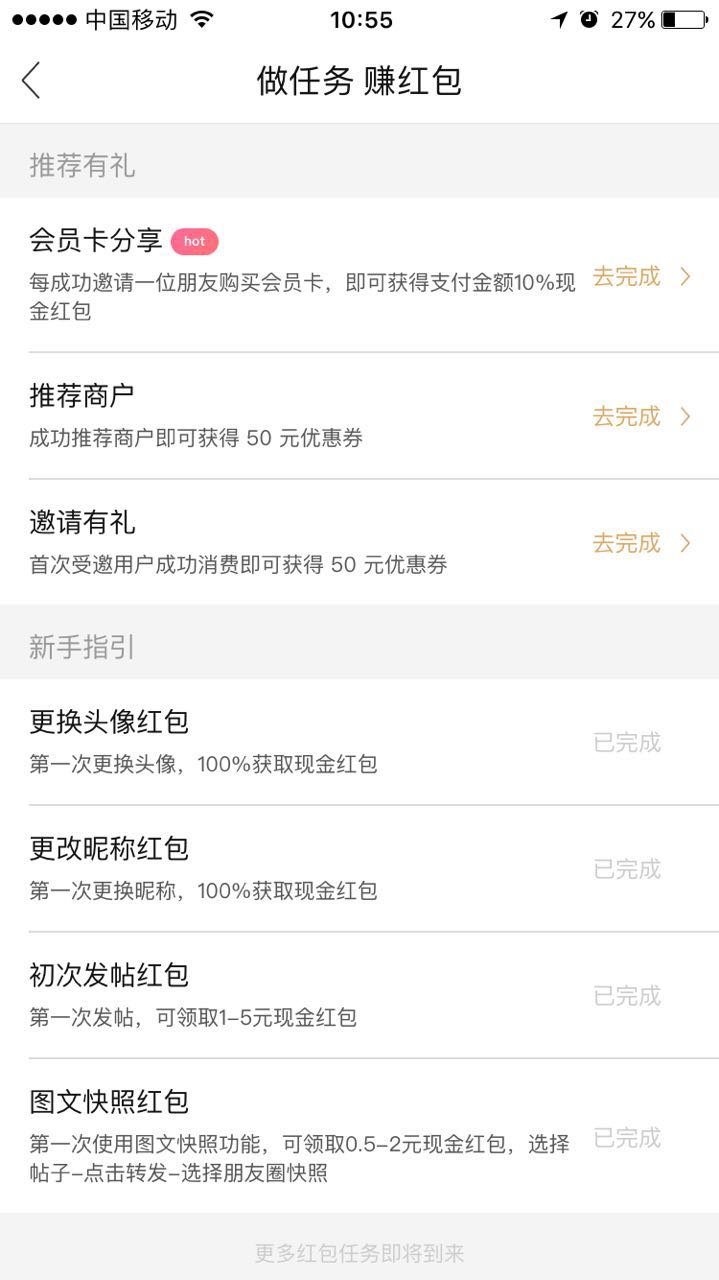 中国移动 10:55 27%
做任务 赚红包
推荐有礼
会员卡分享 hot
每成功邀请一位朋友购买会员卡，即可获得支付金额10%现
金红包
去完成
推荐商户
成功推荐商户即可获得 50 元优惠券
去完成
邀请有礼
首次受邀用户成功消费即可获得 50 元优惠券
去完成
新手指引
更换头像红包
第一次更换头像，100%获取现金红包
已完成
更改昵称红包
第一次更换昵称，100%获取现金红包
已完成
初次发帖红包
第一次发帖，可领取1–5元现金红包
已完成
图文快照红包
第一次使用图文快照功能，可领取0.5–2元现金红包，选择
帖子–点击转发–选择朋友圈快照
已完成
更多红包任务即将到来